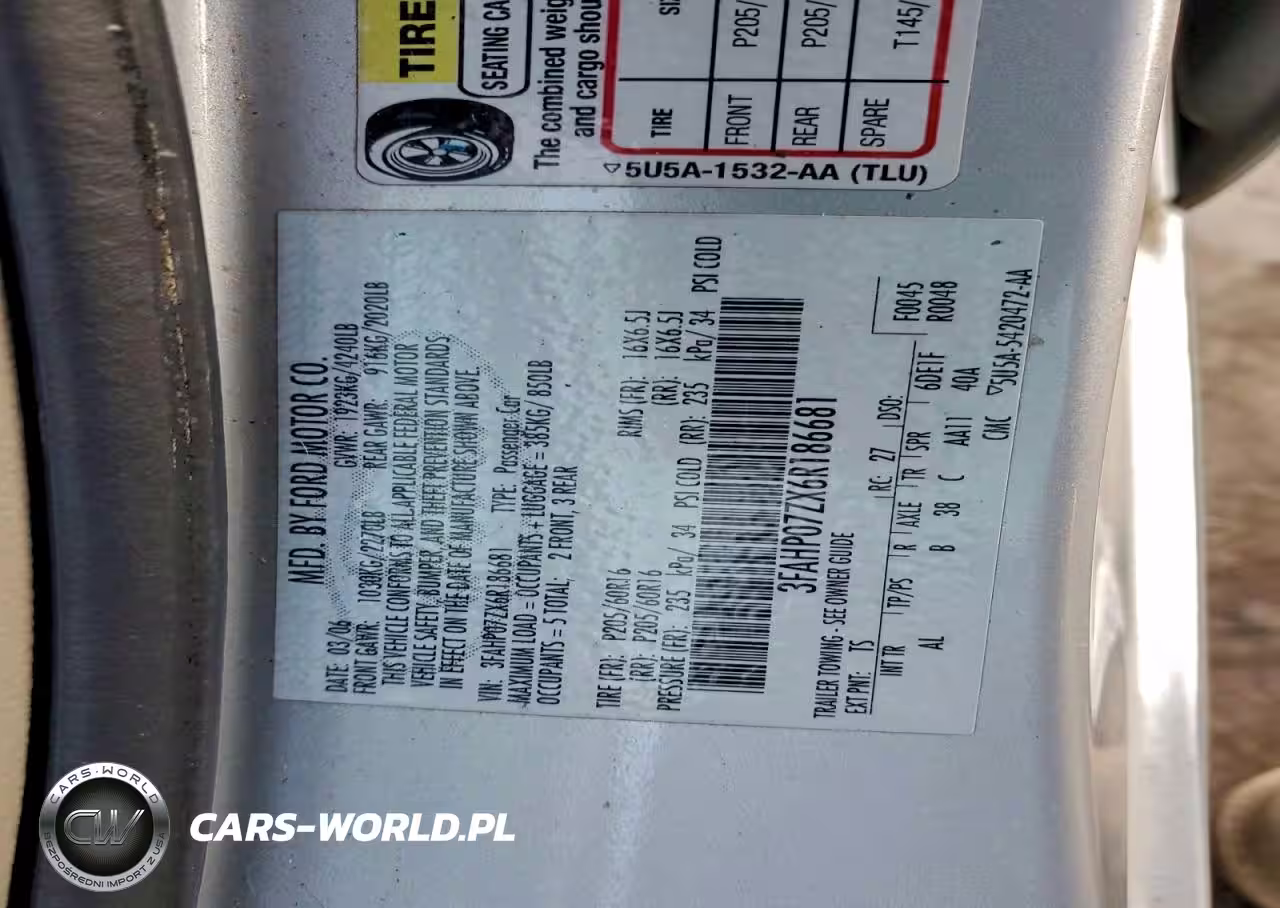 TIRE
SEATING CA
The combined weig
and cargo shou
TIRE SI
FRONT P205/
REAR P205/
SPARE T145/
5U5A-1532-AA (TLU)
MFD. BY FORD MOTOR CO.
DATE: 03/06 GVWR: 1923KG/4240LB
FRONT GAWR: 1030KG/2270LB REAR GAWR: 916KG/2020LB
THIS VEHICLE CONFORMS TO ALL APPLICABLE FEDERAL MOTOR
VEHICLE SAFETY, BUMPER, AND THEFT PREVENTION STANDARDS
IN EFFECT ON THE DATE OF MANUFACTURE SHOWN ABOVE.
VIN: 3FAHP07ZX6R186681 TYPE: Passenger Car
MAXIMUM LOAD = OCCUPANTS + LUGGAGE = 385KG/ 850LB
OCCUPANTS = 5 TOTAL; 2 FRONT, 3 REAR
TIRE (FR): P205/60R16 RIMS (FR): 16X6.5J
(RR): P205/60R16 (RR): 16X6.5J
PRESSURE (FR): 235 kPa/ 34 PSI COLD (RR): 235 kPa/ 34 PSI COLD
3FAHP07ZX6R186681
TRAILER TOWING - SEE OWNER GUIDE
EXT PNT: TS RC: 27 DSO: F0045
R0048
INTTR TP/PS R AXLE TR SPR 6DETF
AL B 38 C AA11 40A
CMC 5U5A-5420472-AA
CARS-WORLD
CW
BEZPOŚREDNI IMPORT Z USA
CARS-WORLD.PL